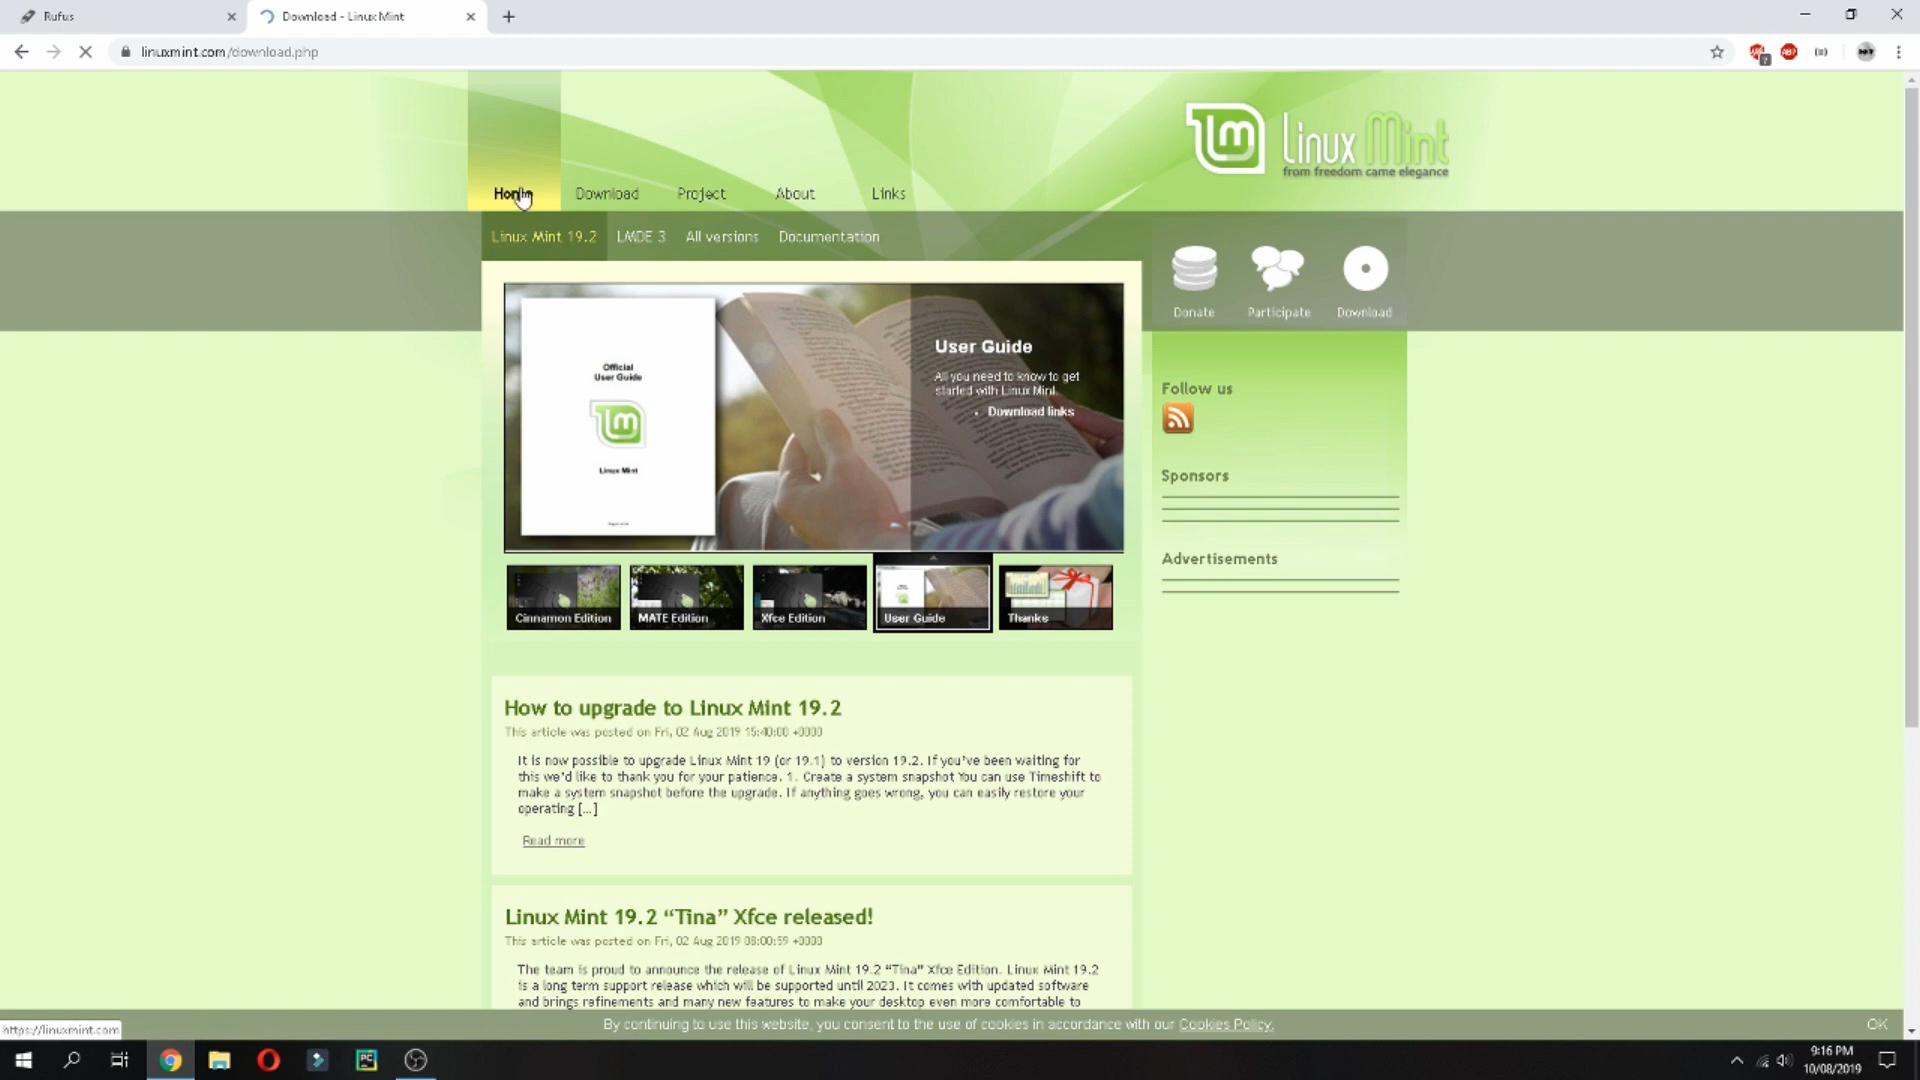 Rufus
Download - Linux Mint
linuxmint.com/download.php
ABP
Linux Mint
from freedom came elegance
Home Download Project About Links
Linux Mint 19.2 LMDE 3 All versions Documentation
Donate Participate Download
Official
User Guide
Linux Mint
User Guide
All you need to know to get
started with Linux Mint.
Download links
Cinnamon Edition MATE Edition Xfce Edition User Guide Thanks
Follow us
Sponsors
Advertisements
How to upgrade to Linux Mint 19.2
This article was posted on Fri, 02 Aug 2019 15:40:00 +0000
It is now possible to upgrade Linux Mint 19 (or 19.1) to version 19.2. If you've been waiting for
this we'd like to thank you for your patience. 1. Create a system snapshot You can use Timeshift to
make a system snapshot before the upgrade. If anything goes wrong, you can easily restore your
operating [...]
Read more
Linux Mint 19.2 “Tina” Xfce released!
This article was posted on Fri, 02 Aug 2019 08:00:59 +0000
The team is proud to announce the release of Linux Mint 19.2 “Tina” Xfce Edition. Linux Mint 19.2
is a long term support release which will be supported until 2023. It comes with updated software
and brings refinements and many new features to make your desktop even more comfortable to
https://linuxmint.com
By continuing to use this website, you consent to the use of cookies in accordance with our Cookies Policy.
OK
PC
9:16 PM
10/08/2019